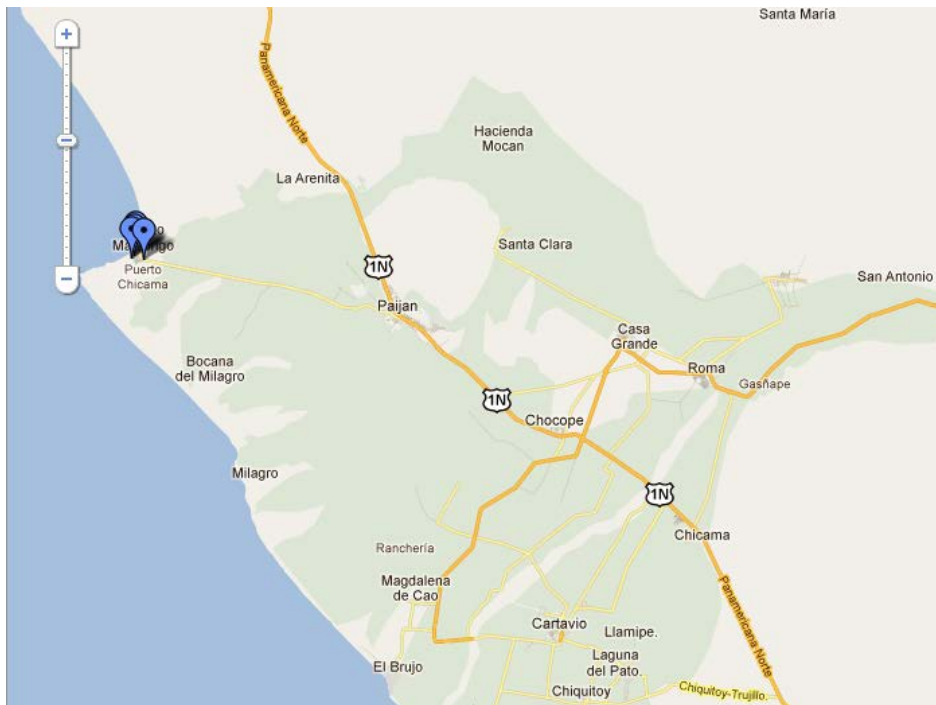 Santa María
Panamericana Norte
Hacienda
Mocan
La Arenita
Santa Clara
Puerto
Chicama
1N
San Antonio
Paijan
Casa
Grande
Bocana
del Milagro
Roma
Gasñape
1N
Chocope
Milagro
1N
Chicama
Ranchería
Magdalena
de Cao
Panamericana Norte
Cartavio
Llamipe.
El Brujo
Laguna
del Pato.
Chiquitoy
Chiquitoy-Trujillo.